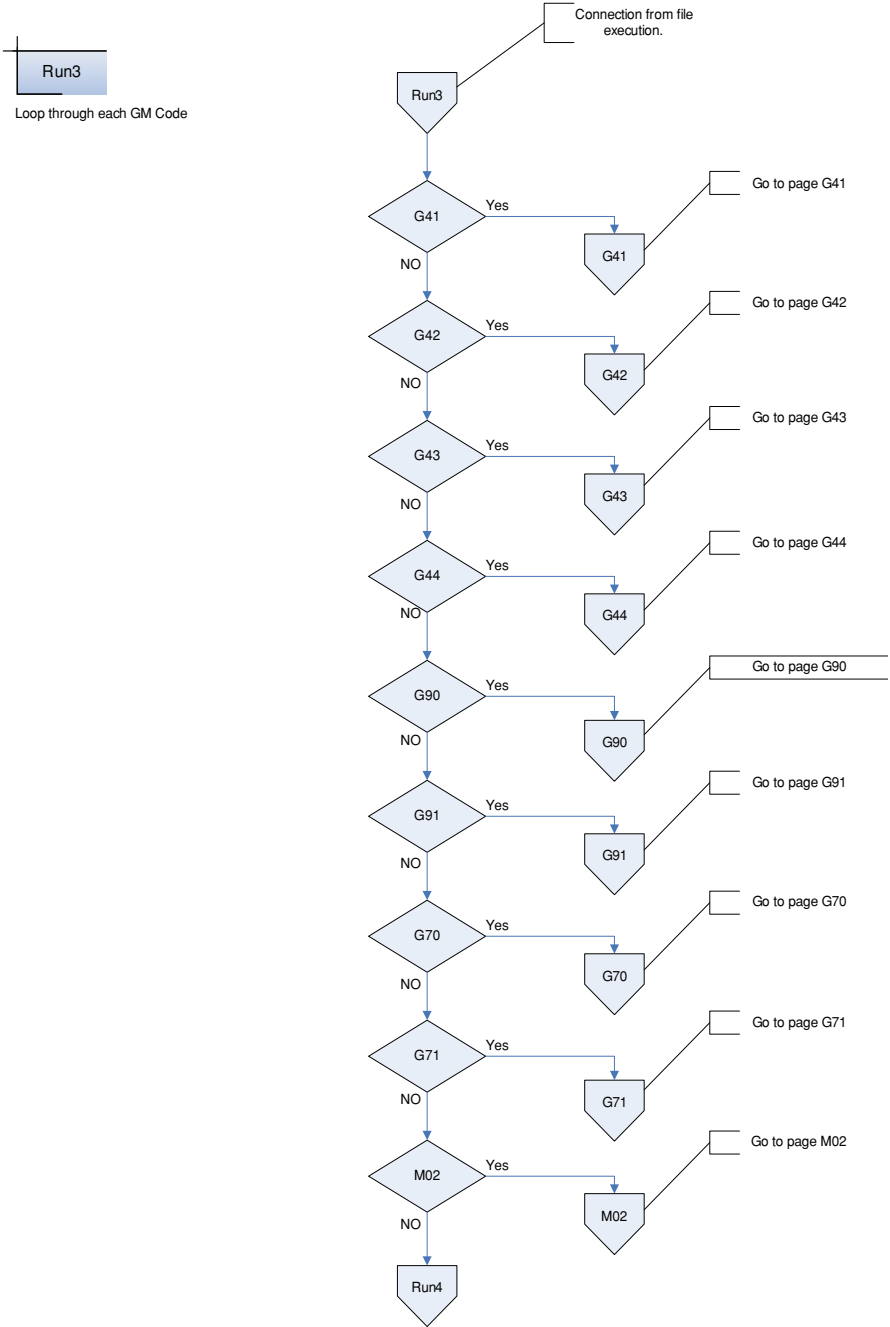 Connection from file
execution.
Run3
Loop through each GM Code
Run3
G41
Yes
Go to page G41
G41
NO
G42
Yes
Go to page G42
G42
NO
G43
Yes
Go to page G43
G43
NO
G44
Yes
Go to page G44
G44
NO
G90
Yes
Go to page G90
G90
NO
G91
Yes
Go to page G91
G91
NO
G70
Yes
Go to page G70
G70
NO
G71
Yes
Go to page G71
G71
NO
M02
Yes
Go to page M02
M02
NO
Run4